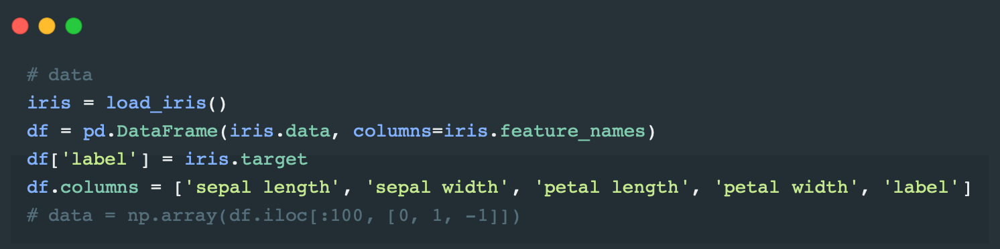 # data
iris = load_iris()
df = pd.DataFrame(iris.data, columns=iris.feature_names)
df['label'] = iris.target
df.columns = ['sepal length', 'sepal width', 'petal length', 'petal width', 'label']
# data = np.array(df.iloc[:100, [0, 1, -1]])